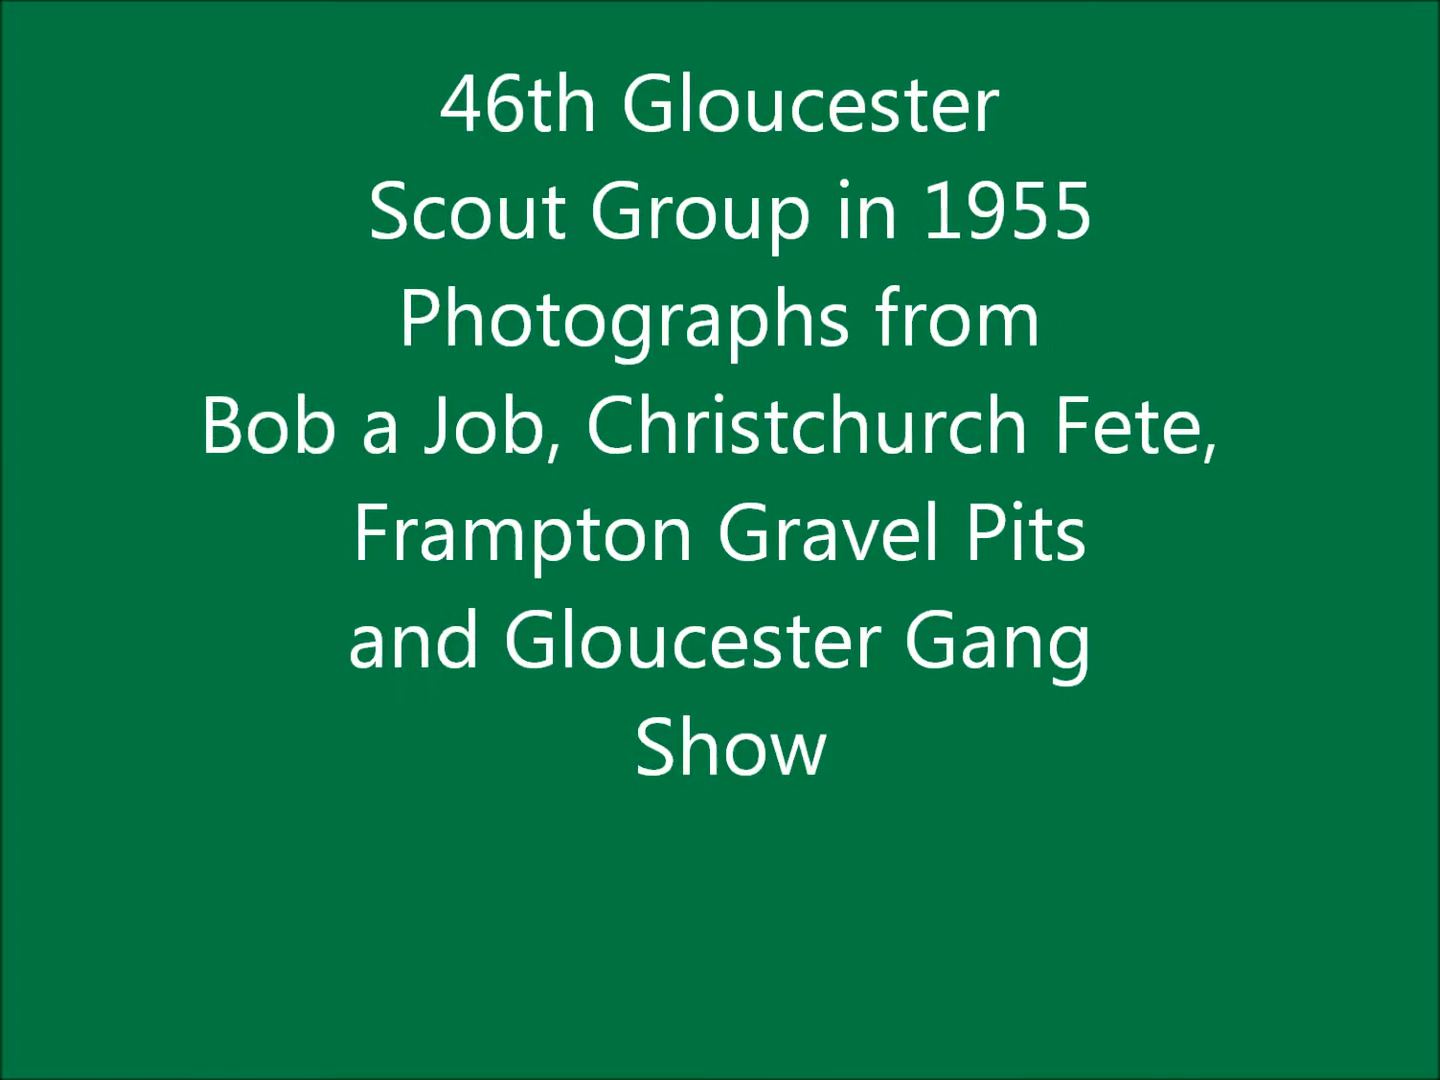 46th Gloucester
Scout Group in 1955
Photographs from
Bob a Job, Christchurch Fete,
Frampton Gravel Pits
and Gloucester Gang
Show